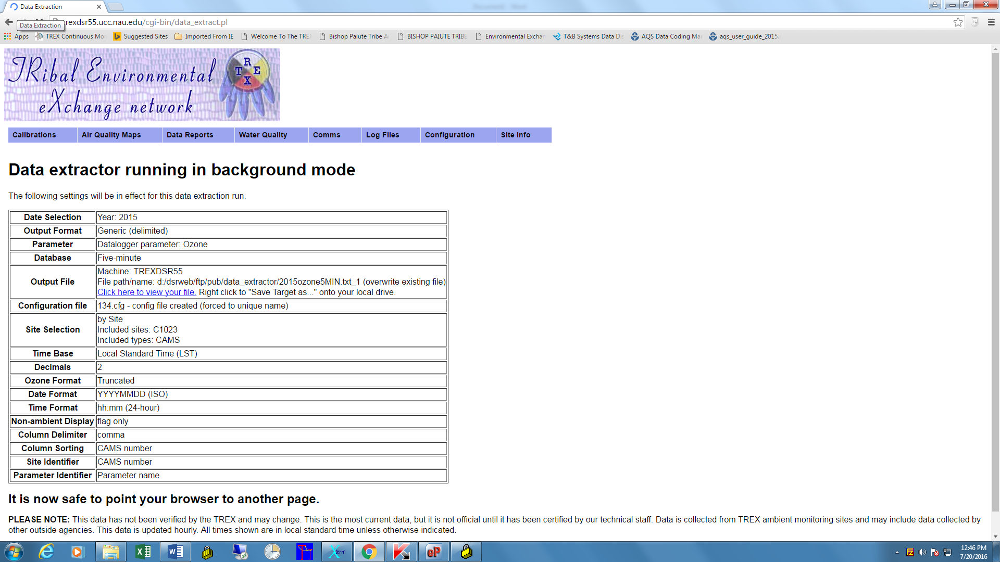 Data Extraction
trexdsr55.ucc.nau.edu/cgi-bin/data_extract.pl
Data Extraction
Apps TREX Continuous Mor Suggested Sites Imported From IE Welcome To The TREX Bishop Paiute Tribe Ai BISHOP PAIUTE TRIBE Environmental Exchan T&B Systems Data Dis AQS Data Coding Ma aqs_user_guide_2015.
TRibal Environmental
eXchange network
T R E X
Calibrations Air Quality Maps Data Reports Water Quality Comms Log Files Configuration Site Info
Data extractor running in background mode
The following settings will be in effect for this data extraction run.
Date Selection Year: 2015
Output Format Generic (delimited)
Parameter Datalogger parameter: Ozone
Database Five-minute
Output File Machine: TREXDSR55
File path/name: d:/dsrweb/ftp/pub/data_extractor/2015ozone5MIN.txt_1 (overwrite existing file)
Click here to view your file. Right click to "Save Target as..." onto your local drive.
Configuration file 134.cfg - config file created (forced to unique name)
Site Selection by Site
Included sites: C1023
Included types: CAMS
Time Base Local Standard Time (LST)
Decimals 2
Ozone Format Truncated
Date Format YYYYMMDD (ISO)
Time Format hh:mm (24-hour)
Non-ambient Display flag only
Column Delimiter comma
Column Sorting CAMS number
Site Identifier CAMS number
Parameter Identifier Parameter name
It is now safe to point your browser to another page.
PLEASE NOTE: This data has not been verified by the TREX and may change. This is the most current data, but it is not official until it has been certified by our technical staff. Data is collected from TREX ambient monitoring sites and may include data collected by
other outside agencies. This data is updated hourly. All times shown are in local standard time unless otherwise indicated.
Xterm
eP
12:46 PM
7/20/2016